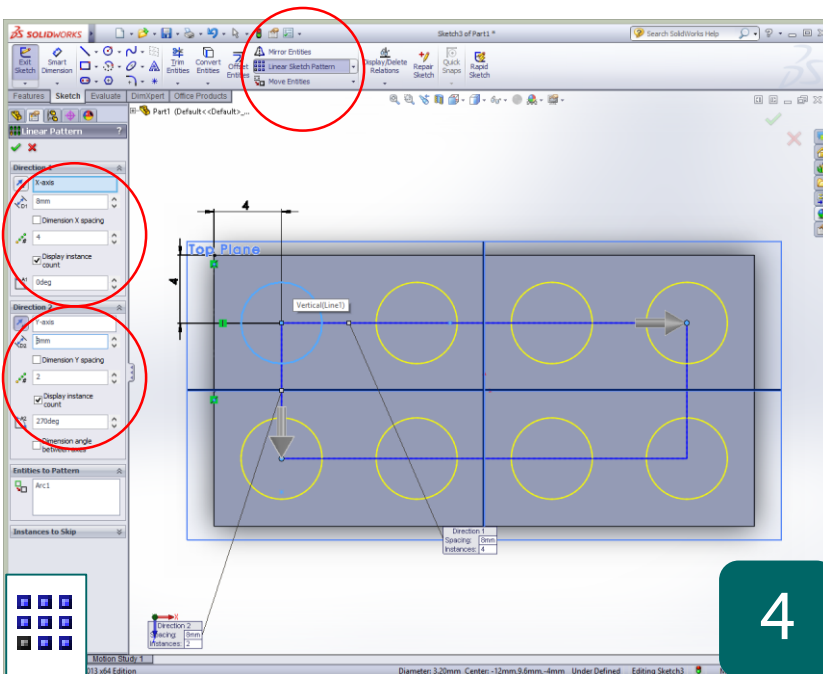 SOLIDWORKS
Sketch3 of Part1 *
Search SolidWorks Help
Exit Sketch
Smart Dimension
Trim Entities
Convert Entities
Offset Entities
Mirror Entities
Linear Sketch Pattern
Move Entities
Display/Delete Relations
Repair Sketch
Quick Snaps
Rapid Sketch
Features
Sketch
Evaluate
DimXpert
Office Products
Part1 (Default<<Default>_...
Linear Pattern
?
Direction 1
X-axis
D1
8mm
Dimension X spacing
4
Display instance count
A1
0deg
Direction 2
Y-axis
D2
8mm
Dimension Y spacing
2
Display instance count
A2
270deg
Dimension angle between axes
Entities to Pattern
Arc1
Instances to Skip
4
4
Top Plane
Vertical(Line1)
Direction 1
Spacing: 8mm
Instances: 4
X
Direction 2
Spacing: 8mm
Instances: 2
4
Motion Study 1
013 x64 Edition
Diameter: 3.20mm Center: -12mm,9.6mm,-4mm Under Defined Editing Sketch3